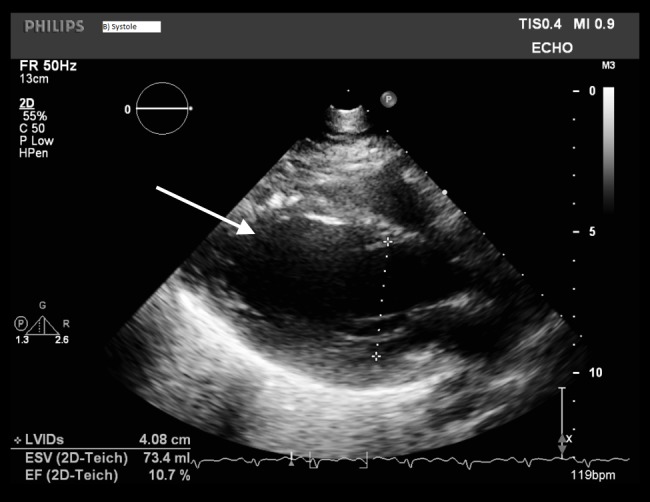 PHILIPS
B) Systole
TIS0.4 MI 0.9
ECHO
FR 50Hz
13cm
M3
2D
55%
C 50
P Low
HPen
0
P
0
5
10
G
P
R
1.3 2.6
x
LVIDs 4.08 cm
ESV (2D-Teich) 73.4 ml
EF (2D-Teich) 10.7 %
119bpm